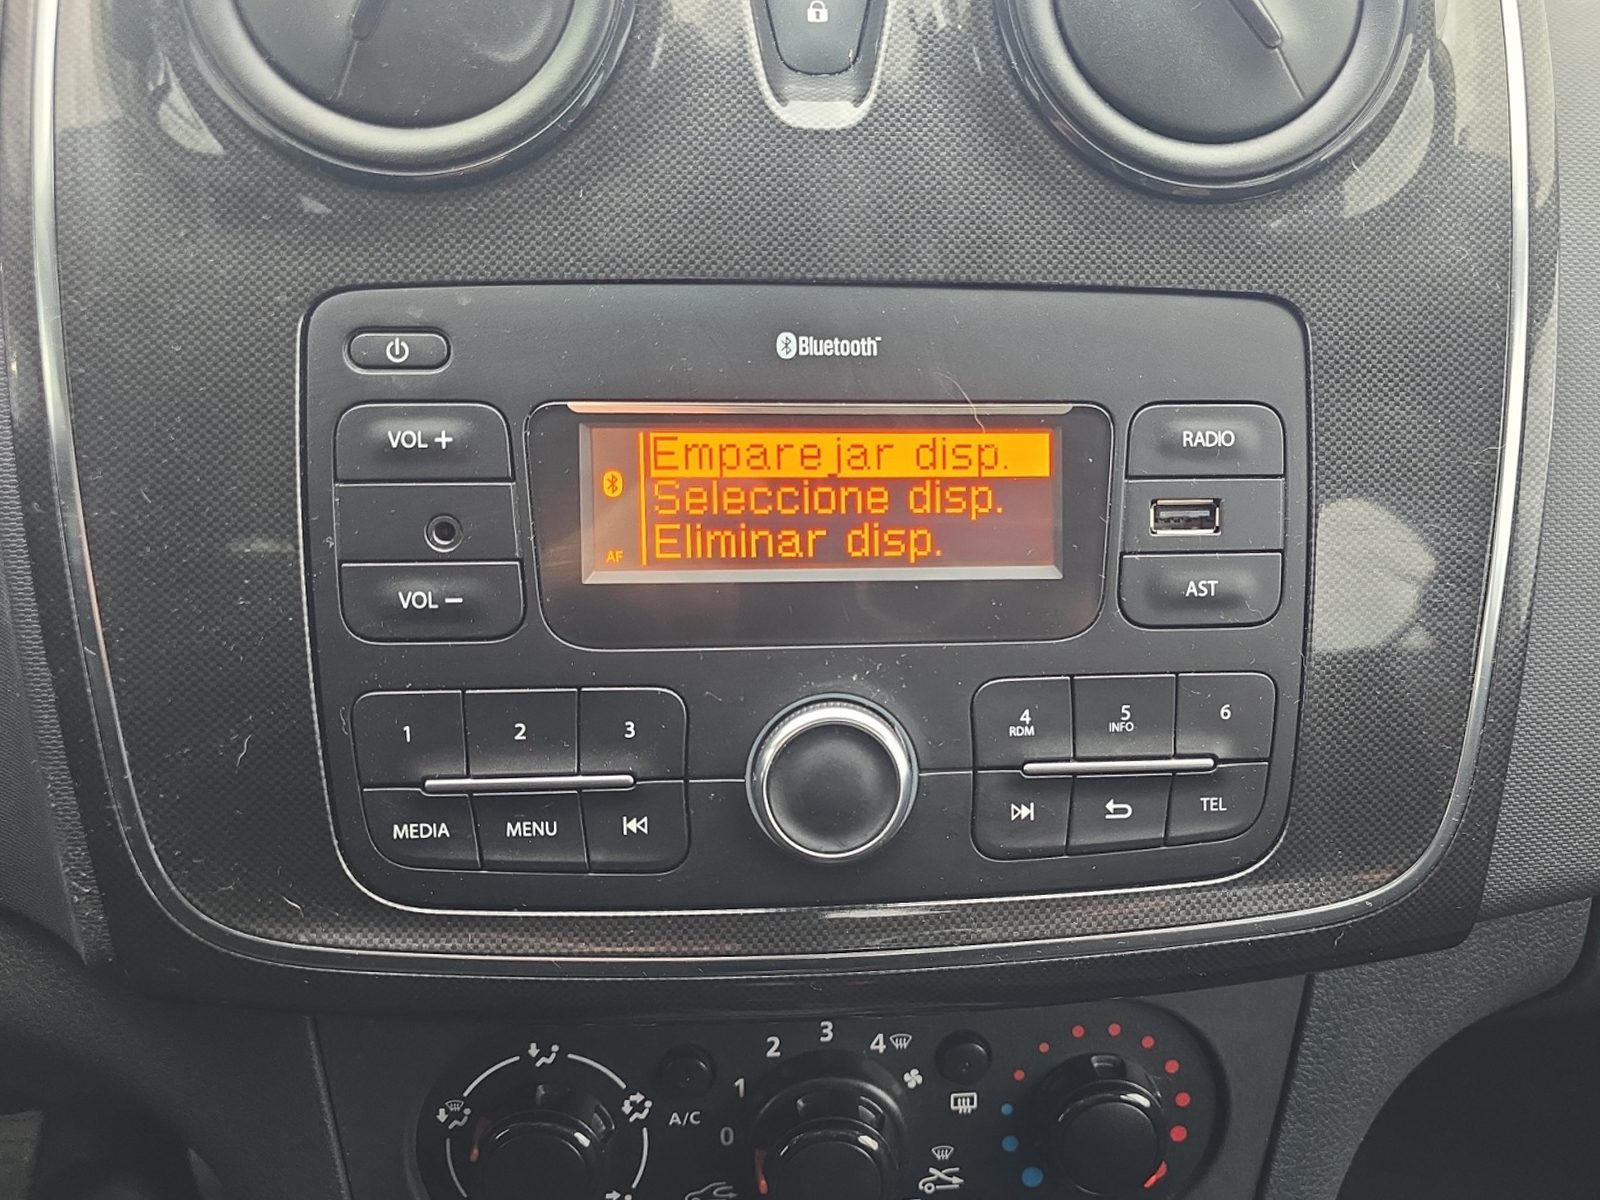 Bluetooth™
VOL +
RADIO
Emparejar disp.
Seleccione disp.
AF
Eliminar disp.
VOL −
AST
1
2
3
4
RDM
5
INFO
6
MEDIA
MENU
TEL
0
1
2
3
4
A/C